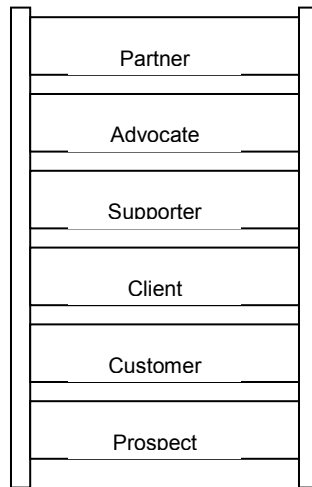 Partner
Advocate
Supporter
Client
Customer
Prospect